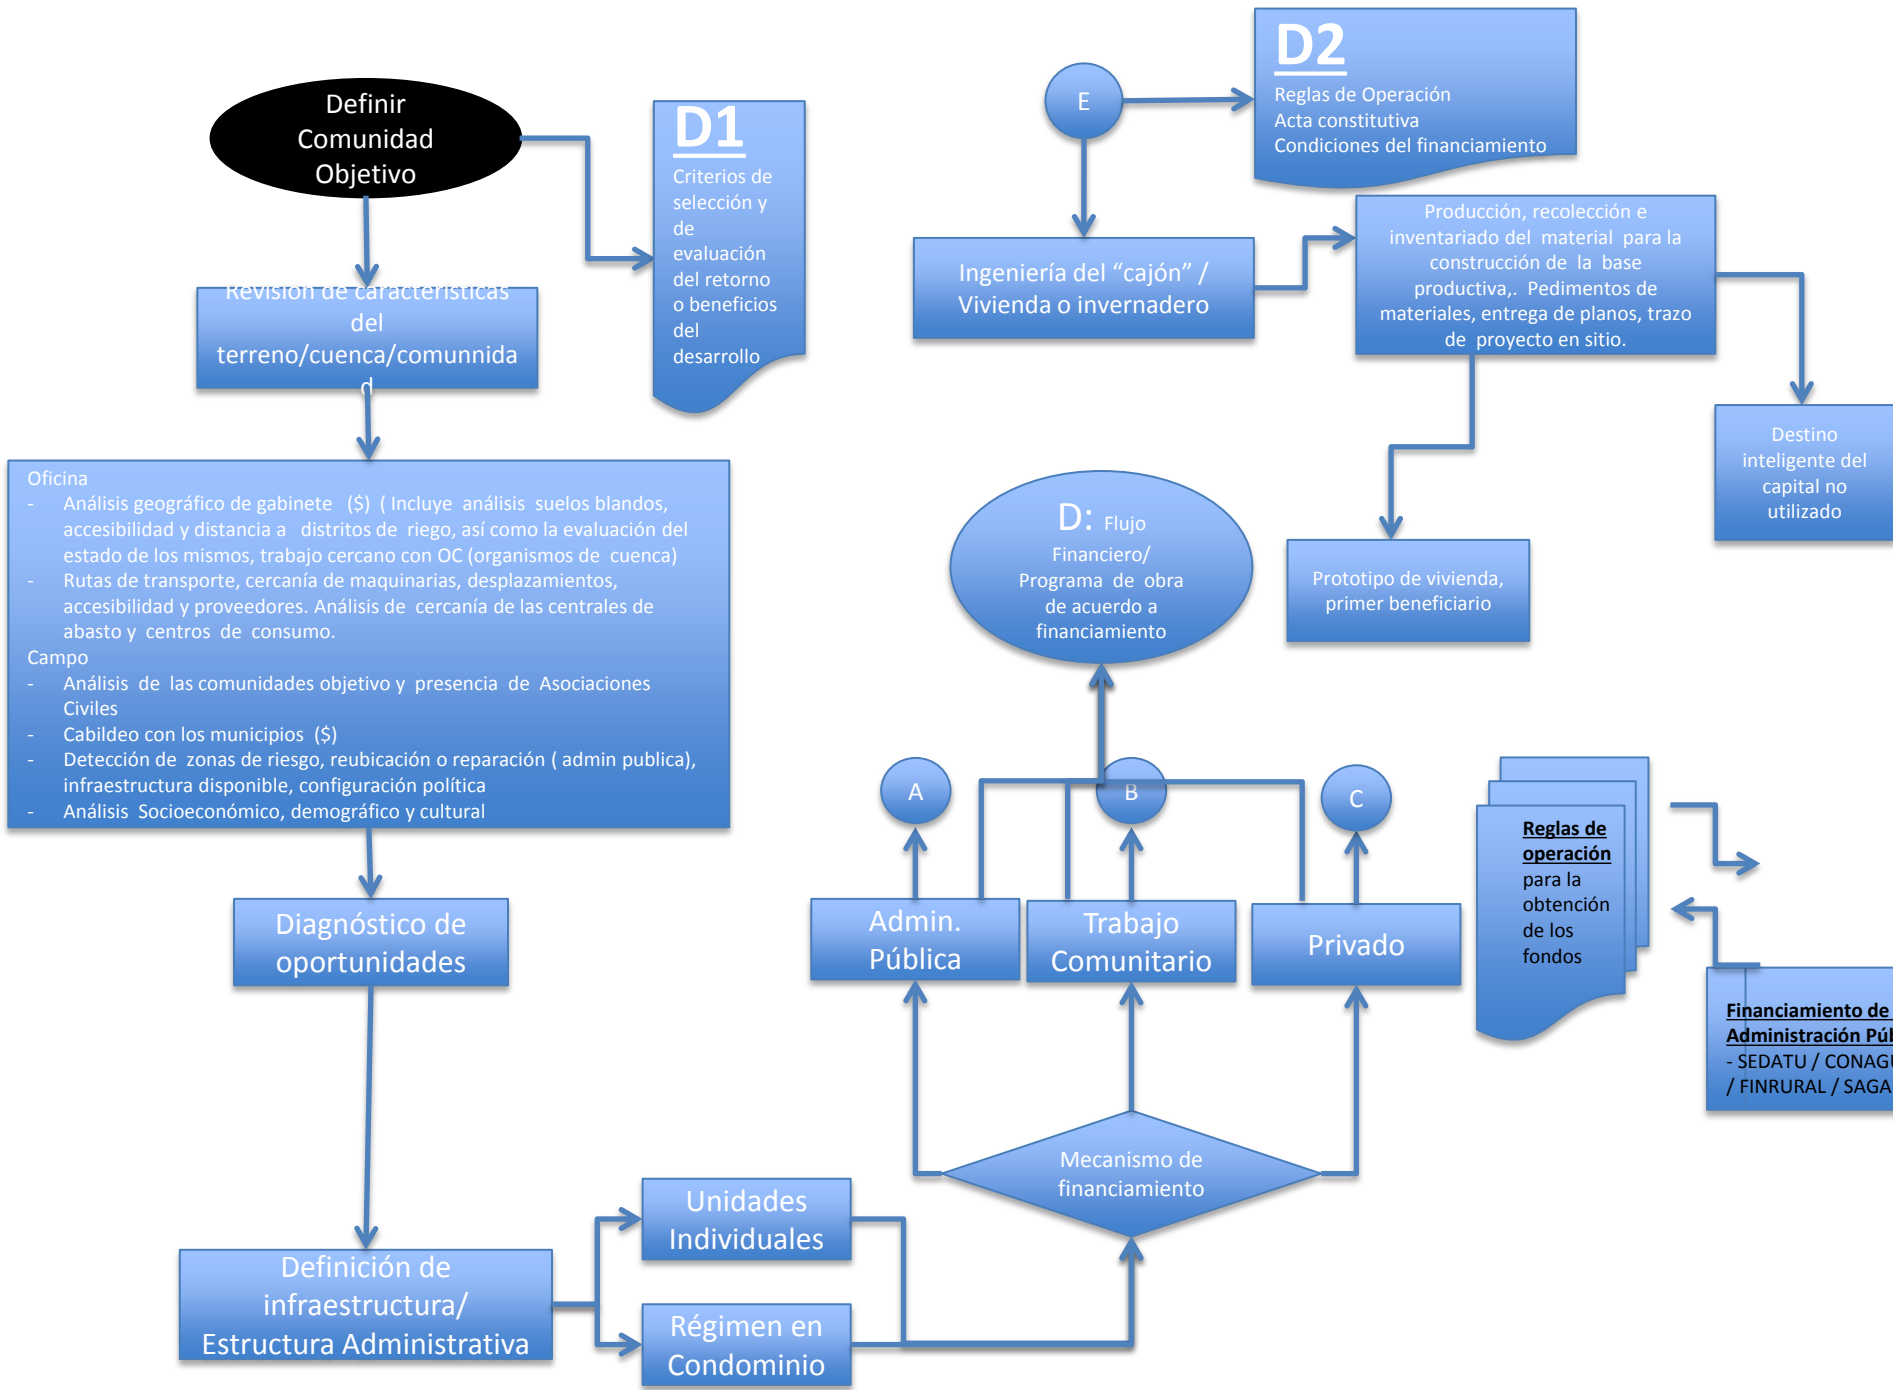 Definir
Comunidad
Objetivo
D1
Criterios de
selección y
de
evaluación
del retorno
o beneficios
del
desarrollo
Revisión de características
del
terreno/cuenca/comunnida
d
Oficina
- Análisis geográfico de gabinete ($) ( Incluye análisis suelos blandos,
accesibilidad y distancia a distritos de riego, así como la evaluación del
estado de los mismos, trabajo cercano con OC (organismos de cuenca)
- Rutas de transporte, cercanía de maquinarias, desplazamientos,
accesibilidad y proveedores. Análisis de cercanía de las centrales de
abasto y centros de consumo.
Campo
- Análisis de las comunidades objetivo y presencia de Asociaciones
Civiles
- Cabildeo con los municipios ($)
- Detección de zonas de riesgo, reubicación o reparación ( admin publica),
infraestructura disponible, configuración política
- Análisis Socioeconómico, demográfico y cultural
Diagnóstico de
oportunidades
Definición de
infraestructura/
Estructura Administrativa
Unidades
Individuales
Régimen en
Condominio
Mecanismo de
financiamiento
Admin.
Pública
Trabajo
Comunitario
Privado
A
B
C
D: Flujo
Financiero/
Programa de obra
de acuerdo a
financiamiento
E
D2
Reglas de Operación
Acta constitutiva
Condiciones del financiamiento
Ingeniería del “cajón” /
Vivienda o invernadero
Producción, recolección e
inventariado del material para la
construcción de la base
productiva,. Pedimentos de
materiales, entrega de planos, trazo
de proyecto en sitio.
Destino
inteligente del
capital no
utilizado
Prototipo de vivienda,
primer beneficiario
Reglas de
operación
para la
obtención
de los
fondos
Financiamiento de
Administración
- SEDATU /
/ FINRURAL /